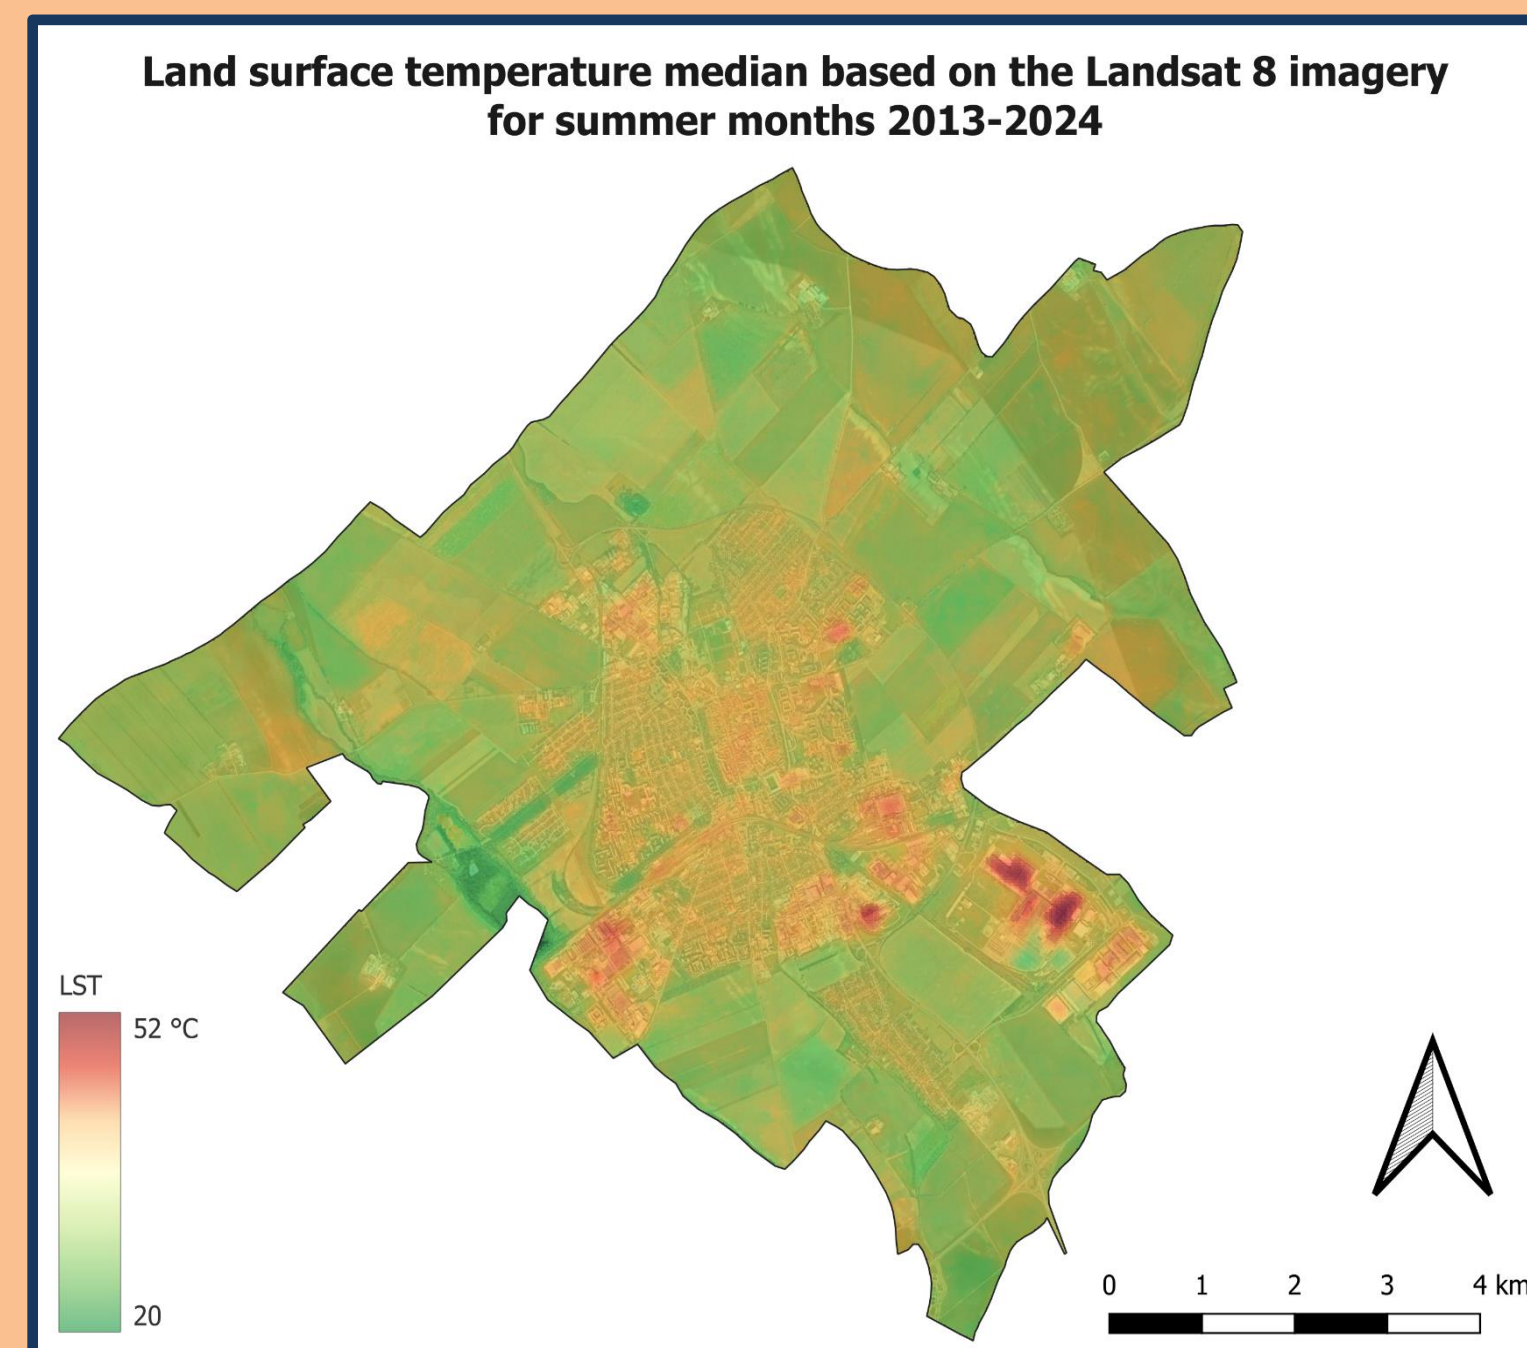 Land surface temperature median based on the Landsat 8 imagery
for summer months 2013-2024
LST
52 °C
20
0 1 2 3 4 km